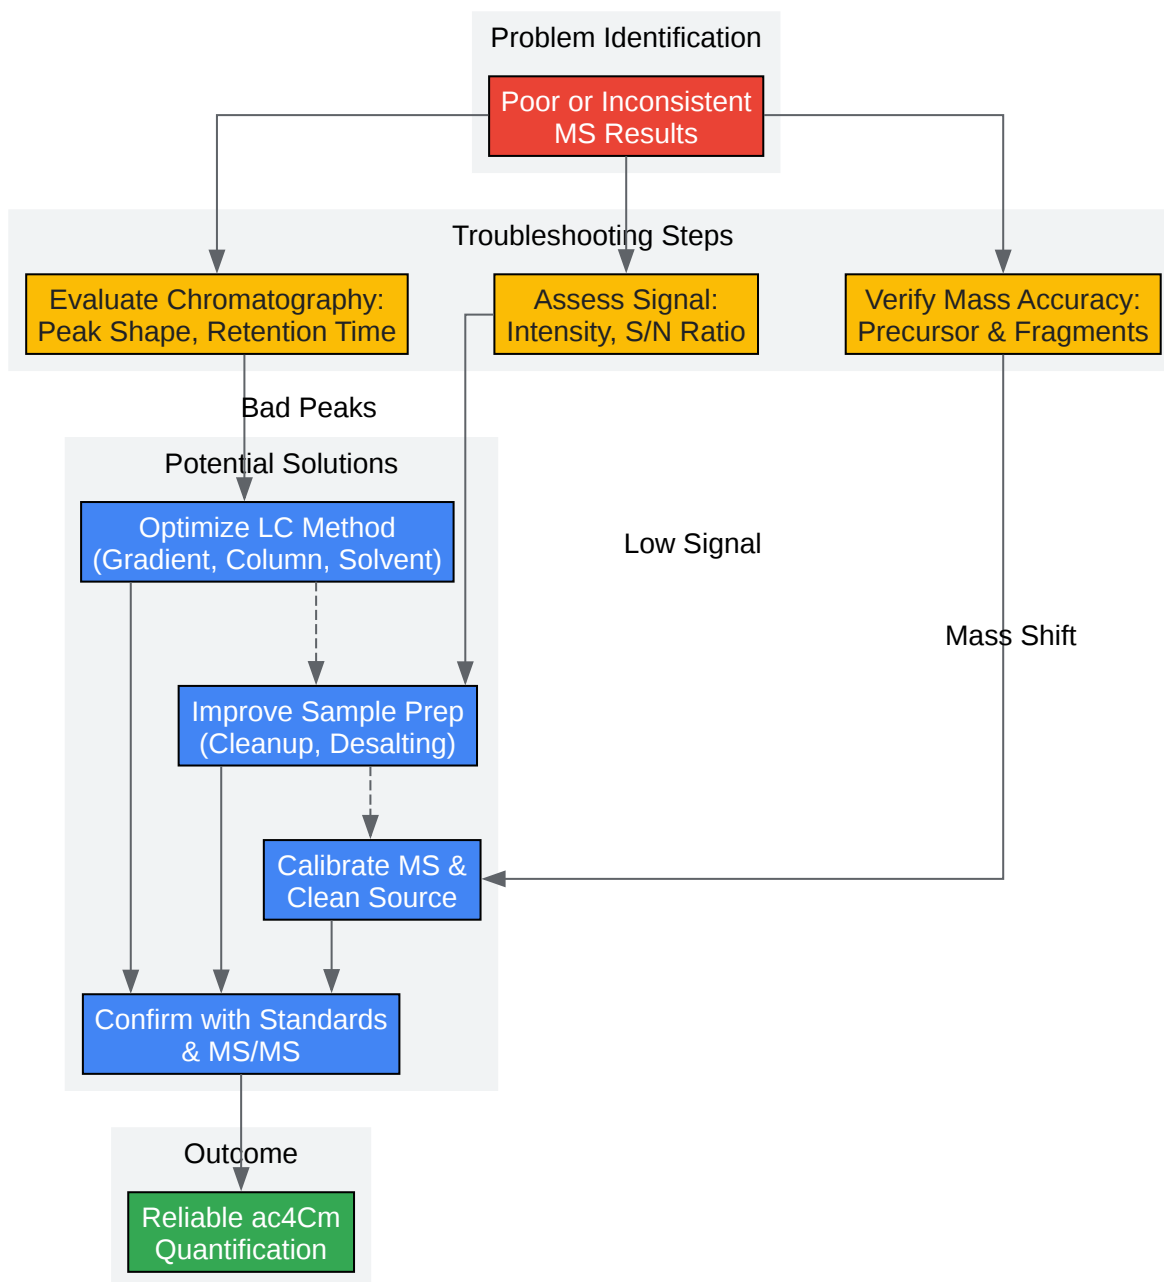 Problem Identification
Poor or Inconsistent
MS Results
Troubleshooting Steps
Evaluate Chromatography:
Peak Shape, Retention Time
Assess Signal:
Intensity, S/N Ratio
Verify Mass Accuracy:
Precursor & Fragments
Bad Peaks
Potential Solutions
Optimize LC Method
(Gradient, Column, Solvent)
Low Signal
Mass Shift
Improve Sample Prep
(Cleanup, Desalting)
Calibrate MS &
Clean Source
Confirm with Standards
& MS/MS
Outcome
Reliable ac4Cm
Quantification